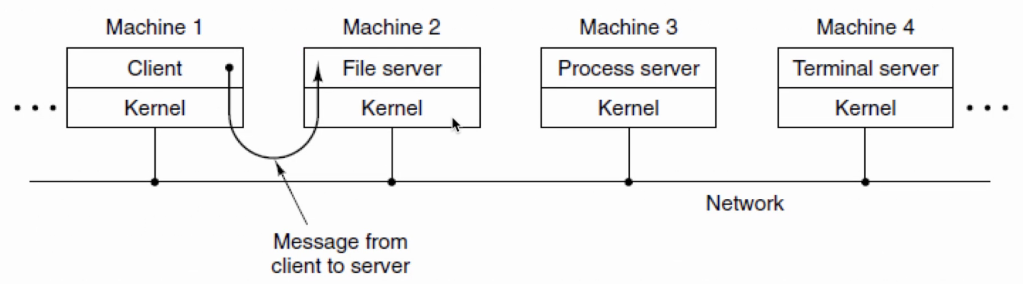 Machine 1
Machine 2
Machine 3
Machine 4
Client
File server
Process server
Terminal server
Kernel
Kernel
Kernel
Kernel
Network
Message from
client to server